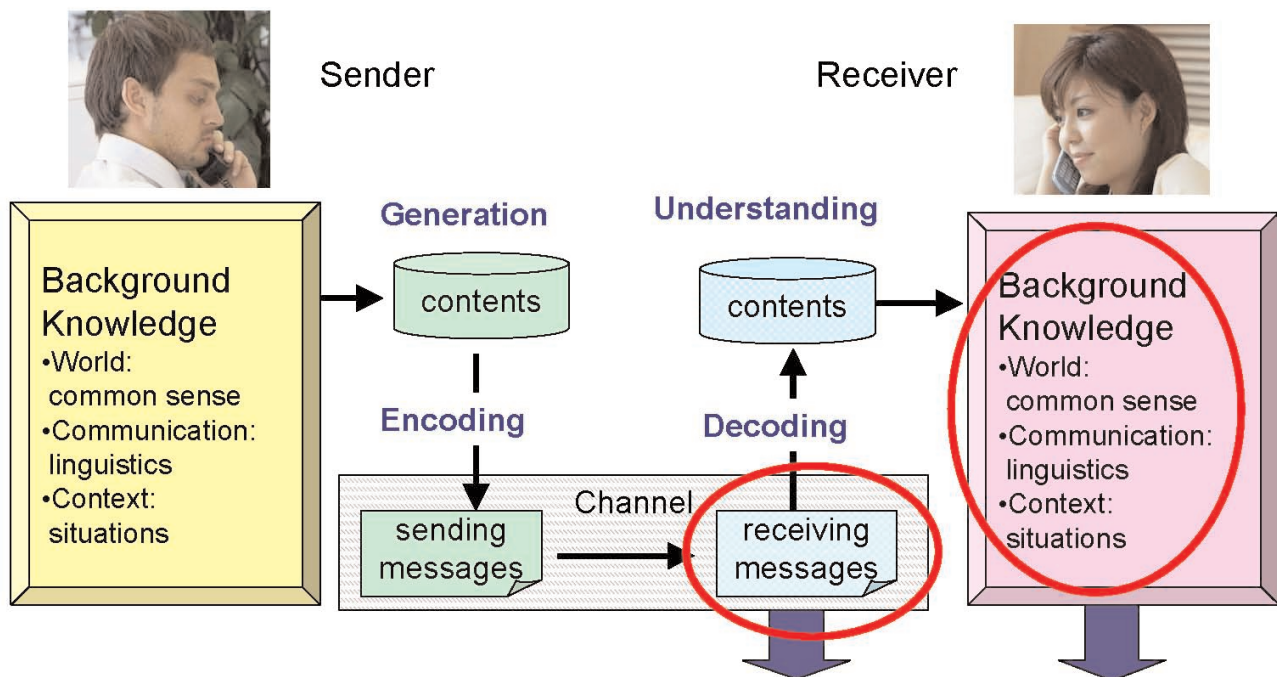 Sender
Receiver
Background
Knowledge
•World:
common sense
•Communication:
linguistics
•Context:
situations
Generation
contents
Encoding
sending
messages
Channel
Understanding
contents
Decoding
receiving
messages
Background
Knowledge
•World:
common sense
•Communication:
linguistics
•Context:
situations